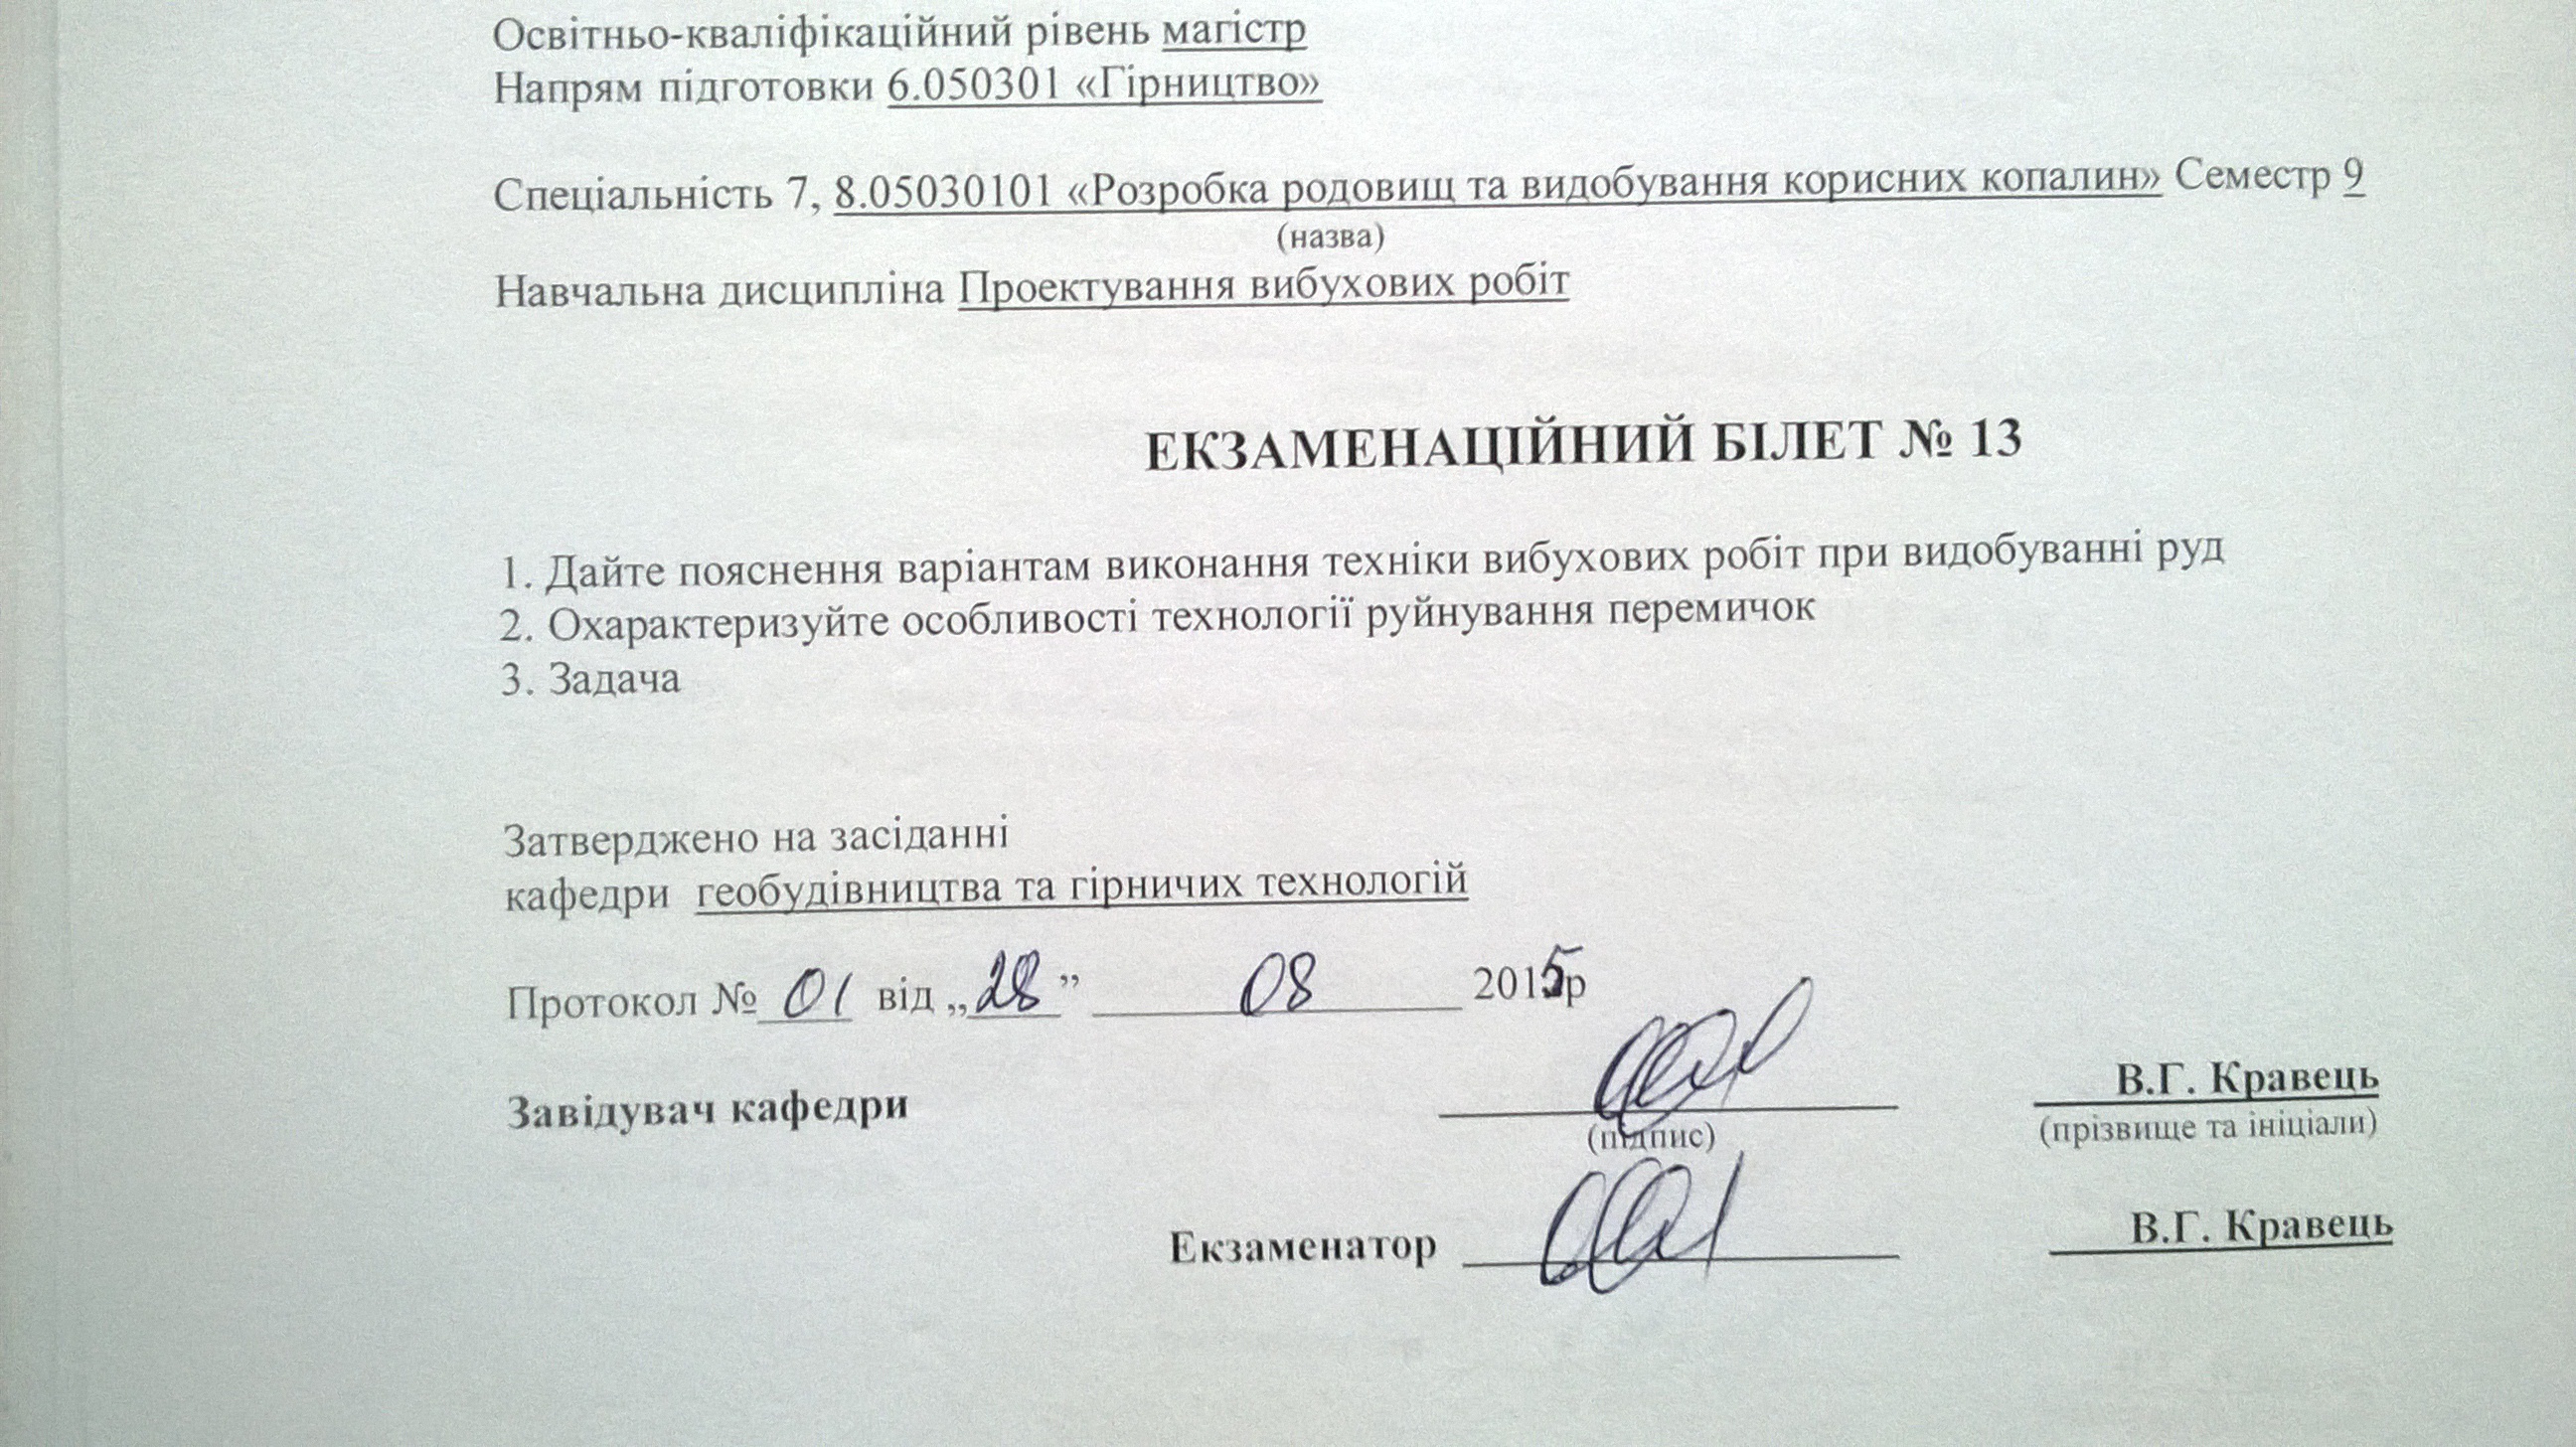 Освітньо-кваліфікаційний рівень магістр
Напрям підготовки 6.050301 «Гірництво»
Спеціальність 7, 8.05030101 «Розробка родовищ та видобування корисних копалин» Семестр 9
(назва)
Навчальна дисципліна Проектування вибухових робіт
ЕКЗАМЕНАЦІЙНИЙ БІЛЕТ № 13
1. Дайте пояснення варіантам виконання техніки вибухових робіт при видобуванні руд
2. Охарактеризуйте особливості технології руйнування перемичок
3. Задача
Затверджено на засіданні
кафедри геобудівництва та гірничих технологій
Протокол № 01 від „28” 08 2015р
Завідувач кафедри В.Г. Кравець
(підпис) (прізвище та ініціали)
Екзаменатор В.Г. Кравець